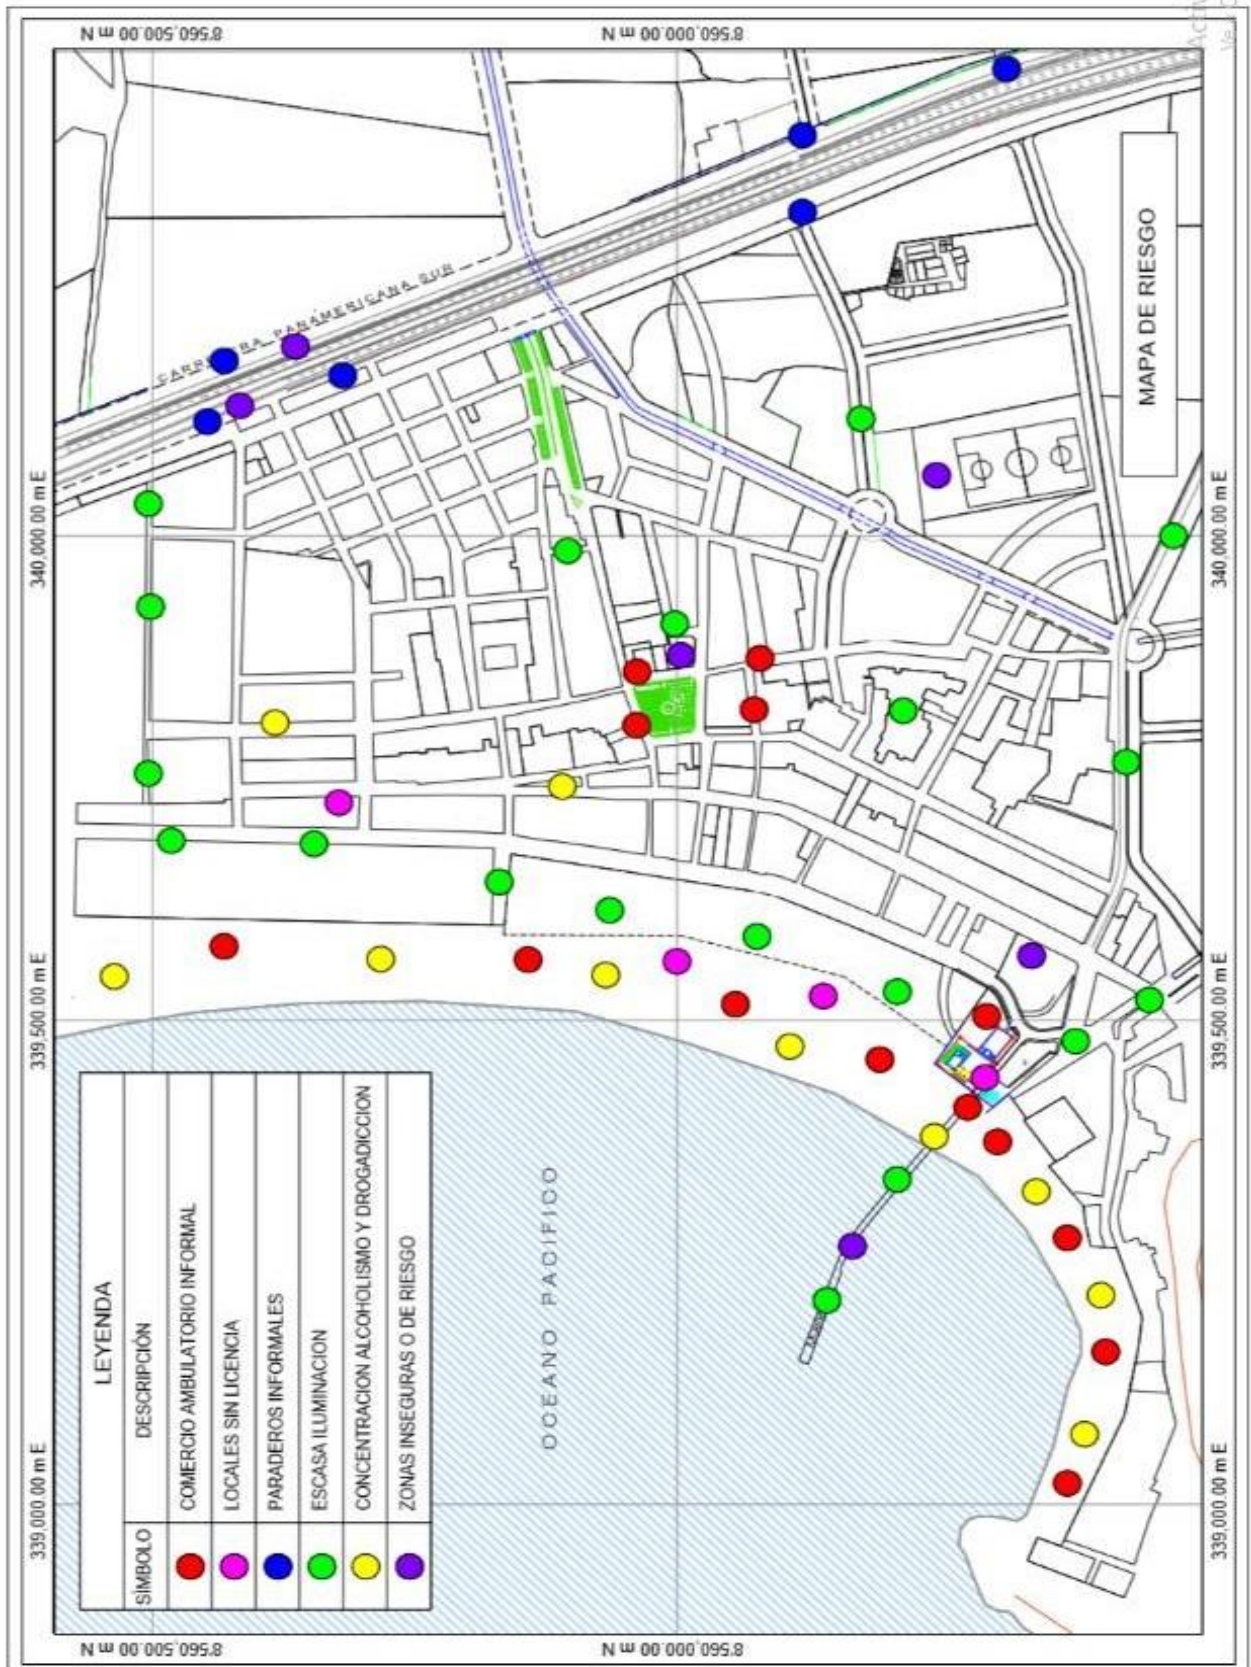 339,000.00 m E
339,500.00 m E
340,000.00 m E
8'560,500.00 m N
8'560,500.00 m N
LEYENDA
SÍMBOLO
DESCRIPCIÓN
COMERCIO AMBULATORIO INFORMAL
LOCALES SIN LICENCIA
PARADEROS INFORMALES
ESCASA ILUMINACION
CONCENTRACION ALCOHOLISMO Y DROGADICCION
ZONAS INSEGURAS O DE RIESGO
CARRETERA PANAMERICANA SUR
OCEANO PACIFICO
8'560,000.00 m N
8'560,000.00 m N
MAPA DE RIESGO
339,000.00 m E
339,500.00 m E
340,000.00 m E